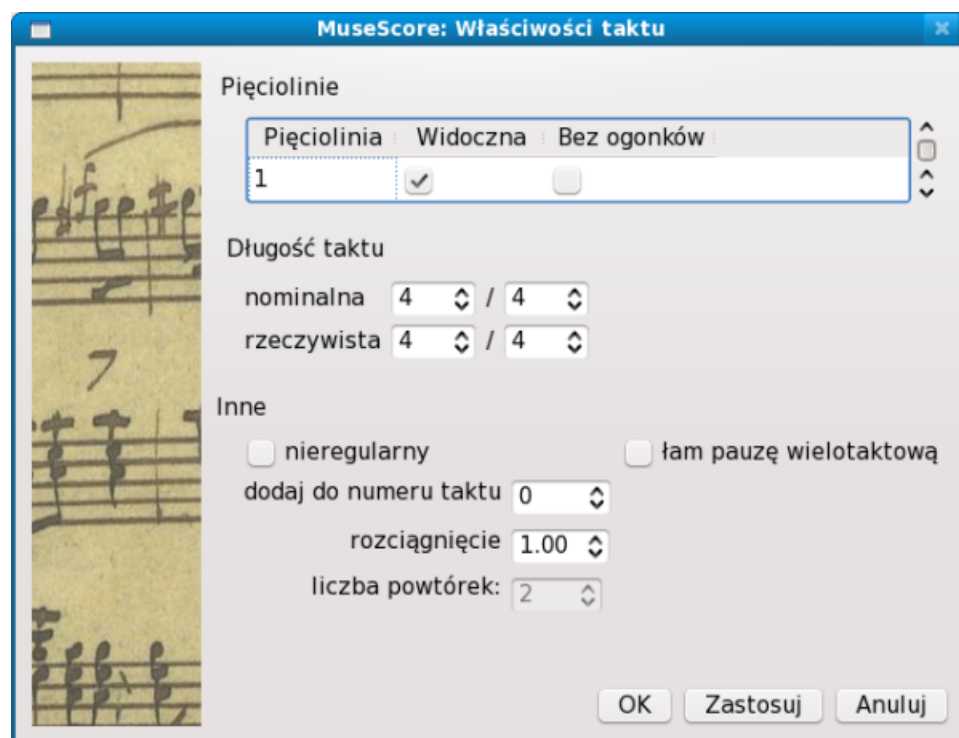 MuseScore: Właściwości taktu
Pięciolinie
Pięciolinia Widoczna Bez ogonków
1
Długość taktu
nominalna 4 / 4
rzeczywista 4 / 4
7
Inne
nieregularny łam pauzę wielotaktową
dodaj do numeru taktu 0
rozciągnięcie 1.00
liczba powtórek: 2
OK Zastosuj Anuluj